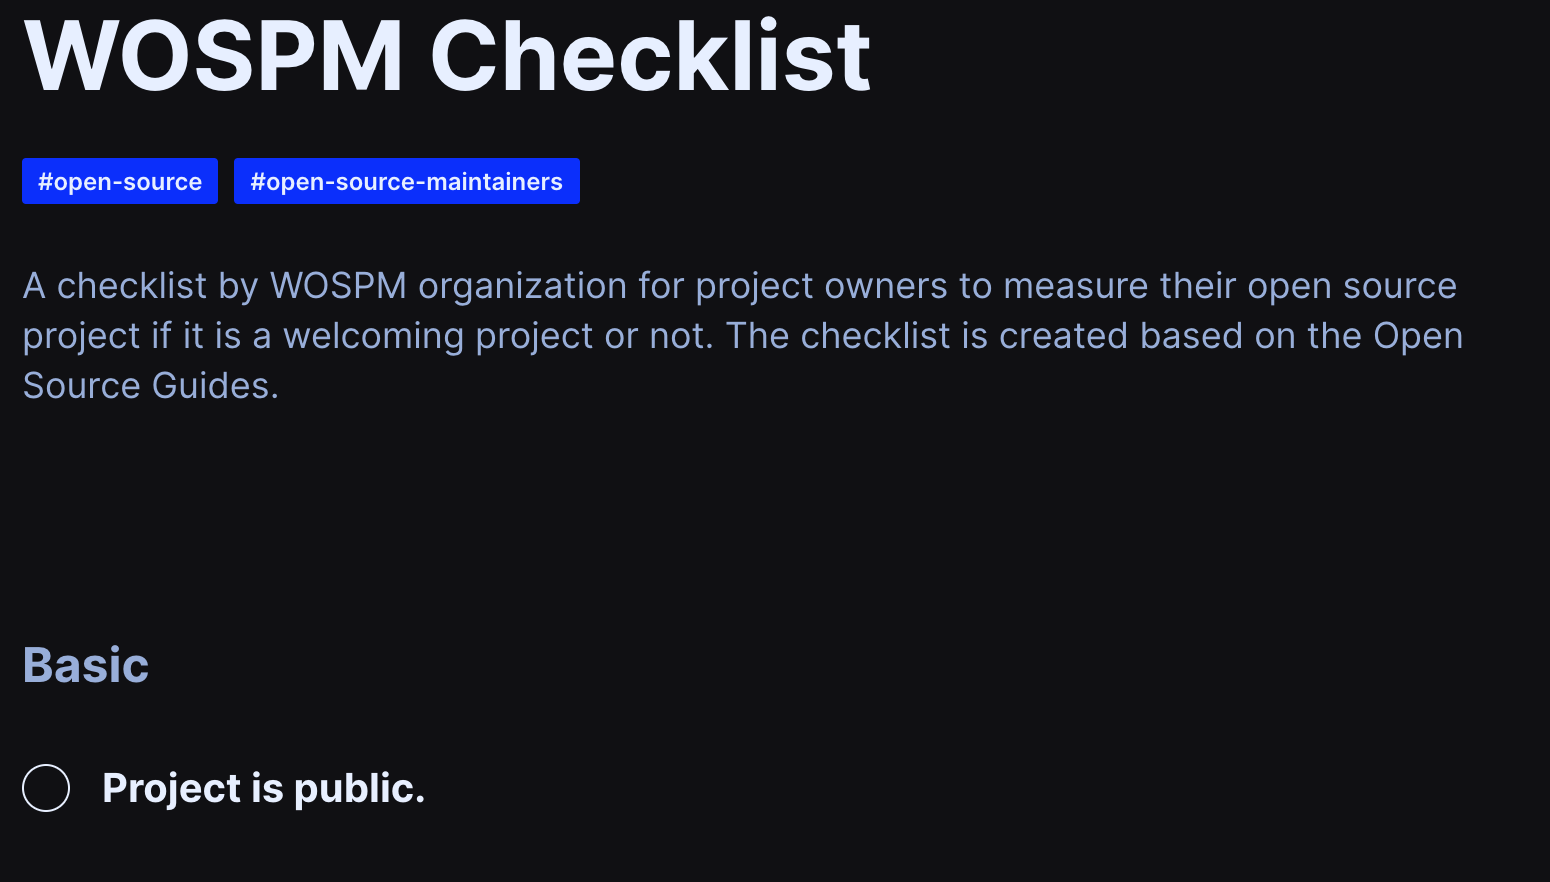 WOSPM Checklist
#open-source #open-source-maintainers
A checklist by WOSPM organization for project owners to measure their open source
project if it is a welcoming project or not. The checklist is created based on the Open
Source Guides.
Basic
Project is public.